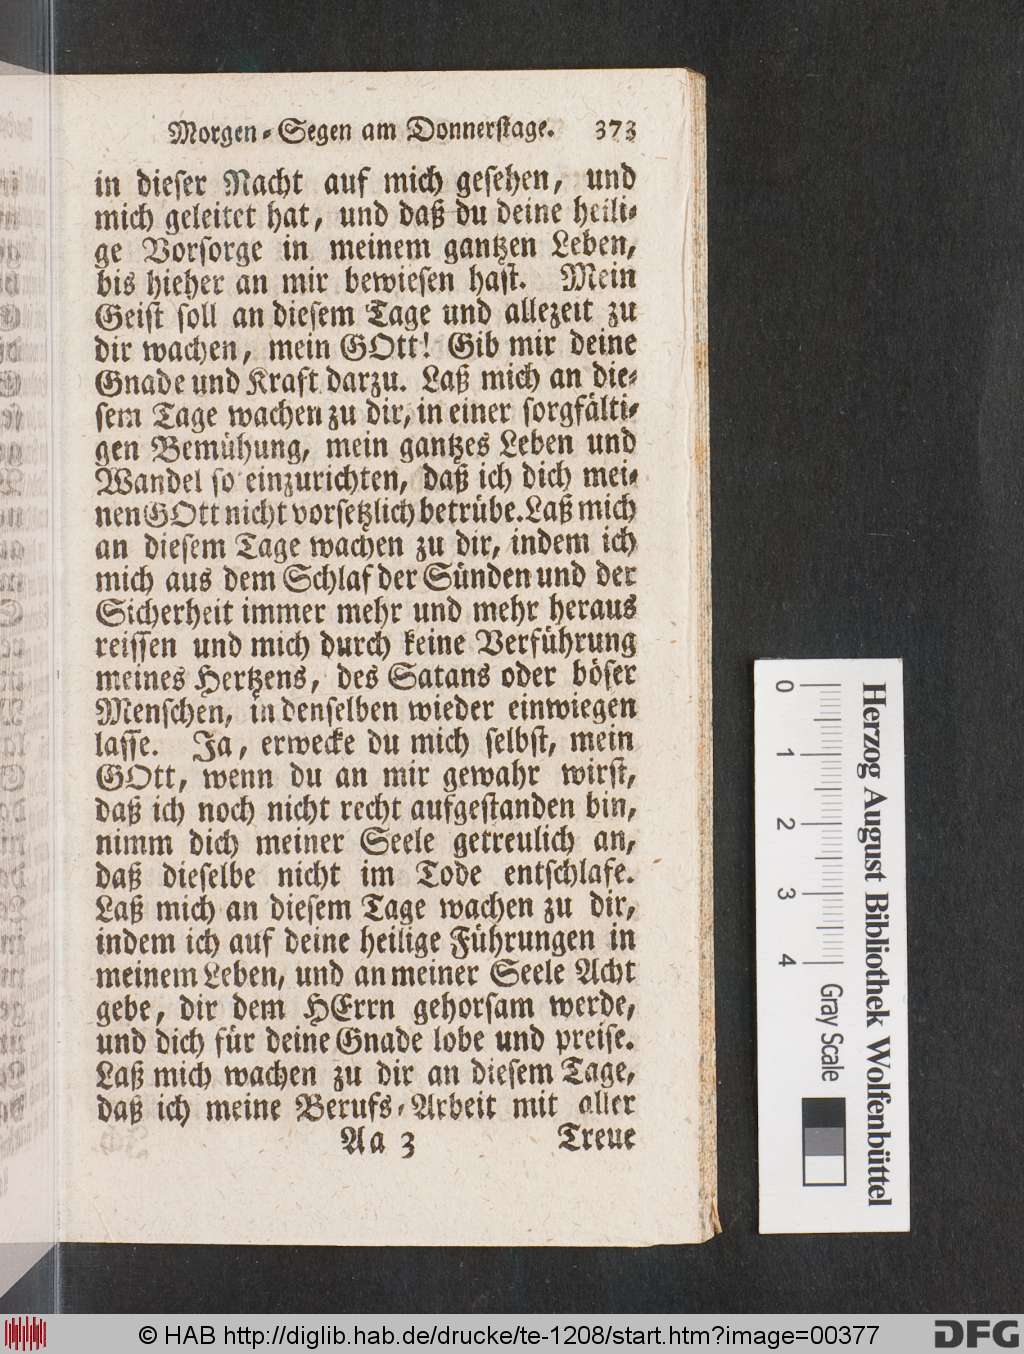 Morgen-Segen am Donnerstage. 373
in dieser Nacht auf mich gesehen, und
mich geleitet hat, und daß du deine heili-
ge Vorsorge in meinem gantzen Leben,
bis hieher an mir bewiesen hast. Mein
Geist soll an diesem Tage und allezeit zu
dir wachen, mein GOtt! Gib mir deine
Gnade und Kraft darzu. Laß mich an die-
sem Tage wachen zu dir, in einer sorgfälti-
gen Bemühung, mein gantzes Leben und
Wandel so einzurichten, daß ich dich mei-
nen GOtt nicht vorsetzlich betrübe. Laß mich
an diesem Tage wachen zu dir, indem ich
mich aus dem Schlaf der Sünden und der
Sicherheit immer mehr und mehr heraus
reissen und mich durch keine Verführung
meines Hertzens, des Satans oder böser
Menschen, in denselben wieder einwiegen
lasse. Ja, erwecke du mich selbst, mein
GOtt, wenn du an mir gewahr wirst,
daß ich noch nicht recht aufgestanden bin,
nimm dich meiner Seele getreulich an,
daß dieselbe nicht im Tode entschlafe.
Laß mich an diesem Tage wachen zu dir,
indem ich auf deine heilige Führungen in
meinem Leben, und an meiner Seele Acht
gebe, dir dem HErrn gehorsam werde,
und dich für deine Gnade lobe und preise.
Laß mich wachen zu dir an diesem Tage,
daß ich meine Berufs-Arbeit mit aller
Aa 3 Treue
0 1 2 3 4 Gray Scale
Herzog August Bibliothek Wolfenbüttel
© HAB http://diglib.hab.de/drucke/te-1208/start.htm?image=00377
DFG